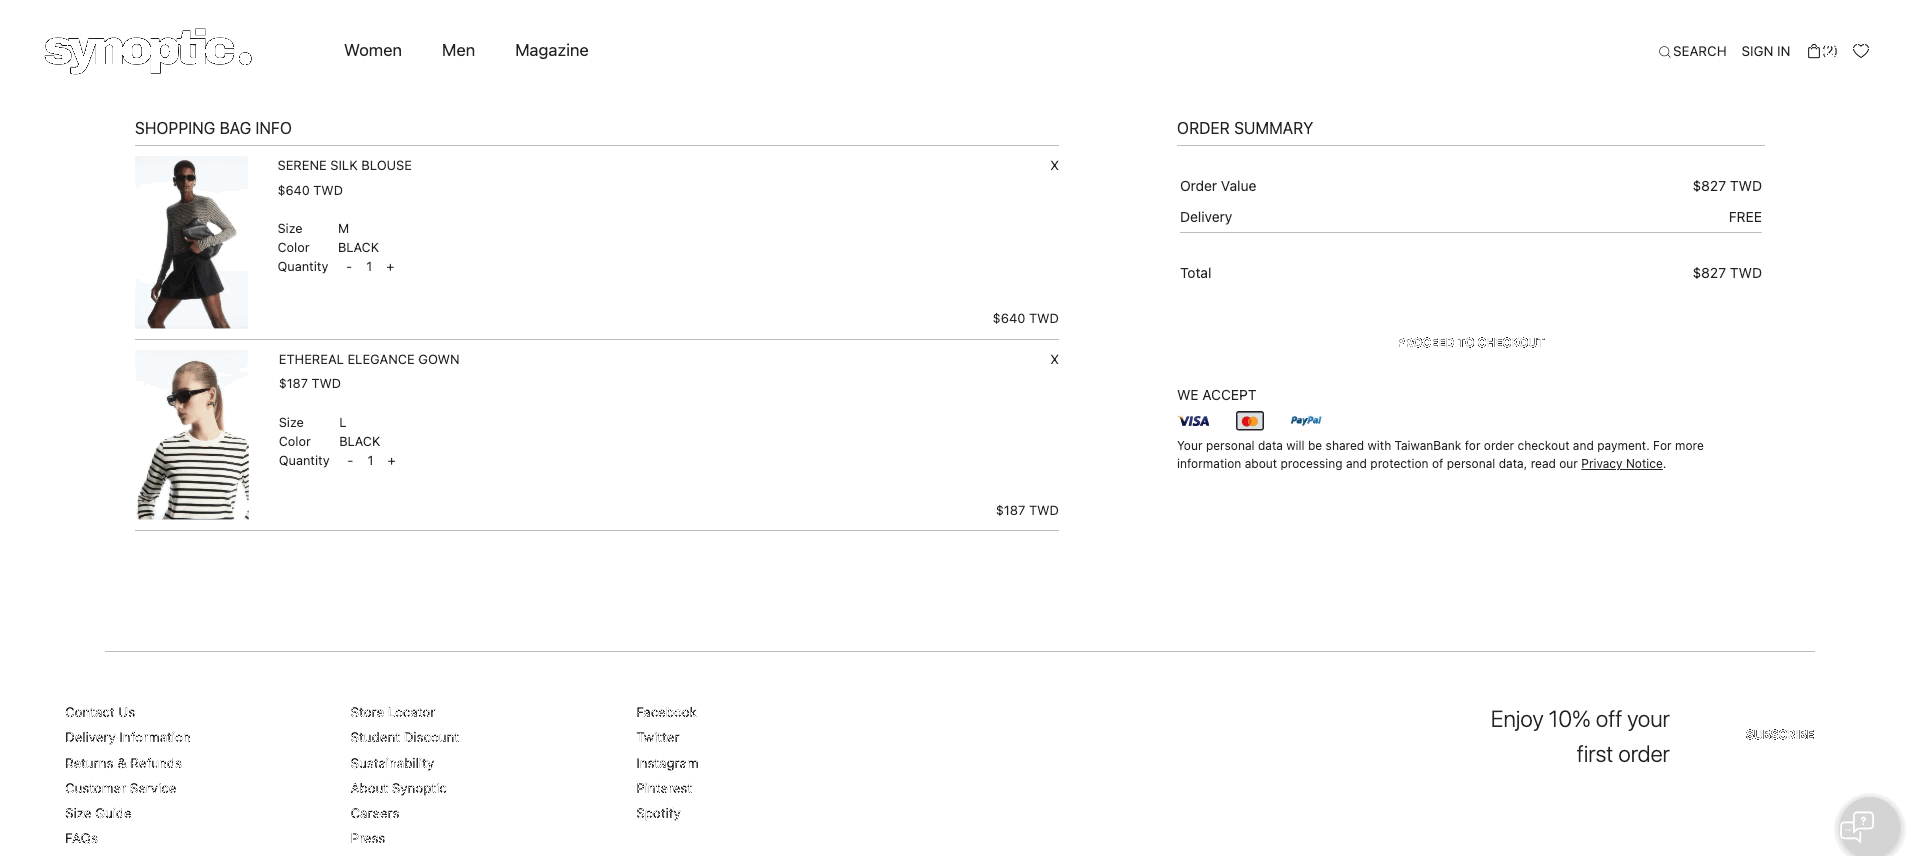 synoptic.
Women
Men
Magazine
SEARCH
SIGN IN
(2)
SHOPPING BAG INFO
SERENE SILK BLOUSE
X
$640 TWD
Size M
Color BLACK
Quantity - 1 +
$640 TWD
ETHEREAL ELEGANCE GOWN
X
$187 TWD
Size L
Color BLACK
Quantity - 1 +
$187 TWD
ORDER SUMMARY
Order Value $827 TWD
Delivery FREE
Total $827 TWD
PROCEED TO CHECKOUT
WE ACCEPT
VISA
PayPal
Your personal data will be shared with TaiwanBank for order checkout and payment. For more
information about processing and protection of personal data, read our Privacy Notice.
Contact Us
Delivery Information
Returns & Refunds
Customer Service
Size Guide
FAQs
Store Locator
Student Discount
Sustainability
About Synoptic
Careers
Press
Facebook
Twitter
Instagram
Pinterest
Spotify
Enjoy 10% off your
first order
SUBSCRIBE
?